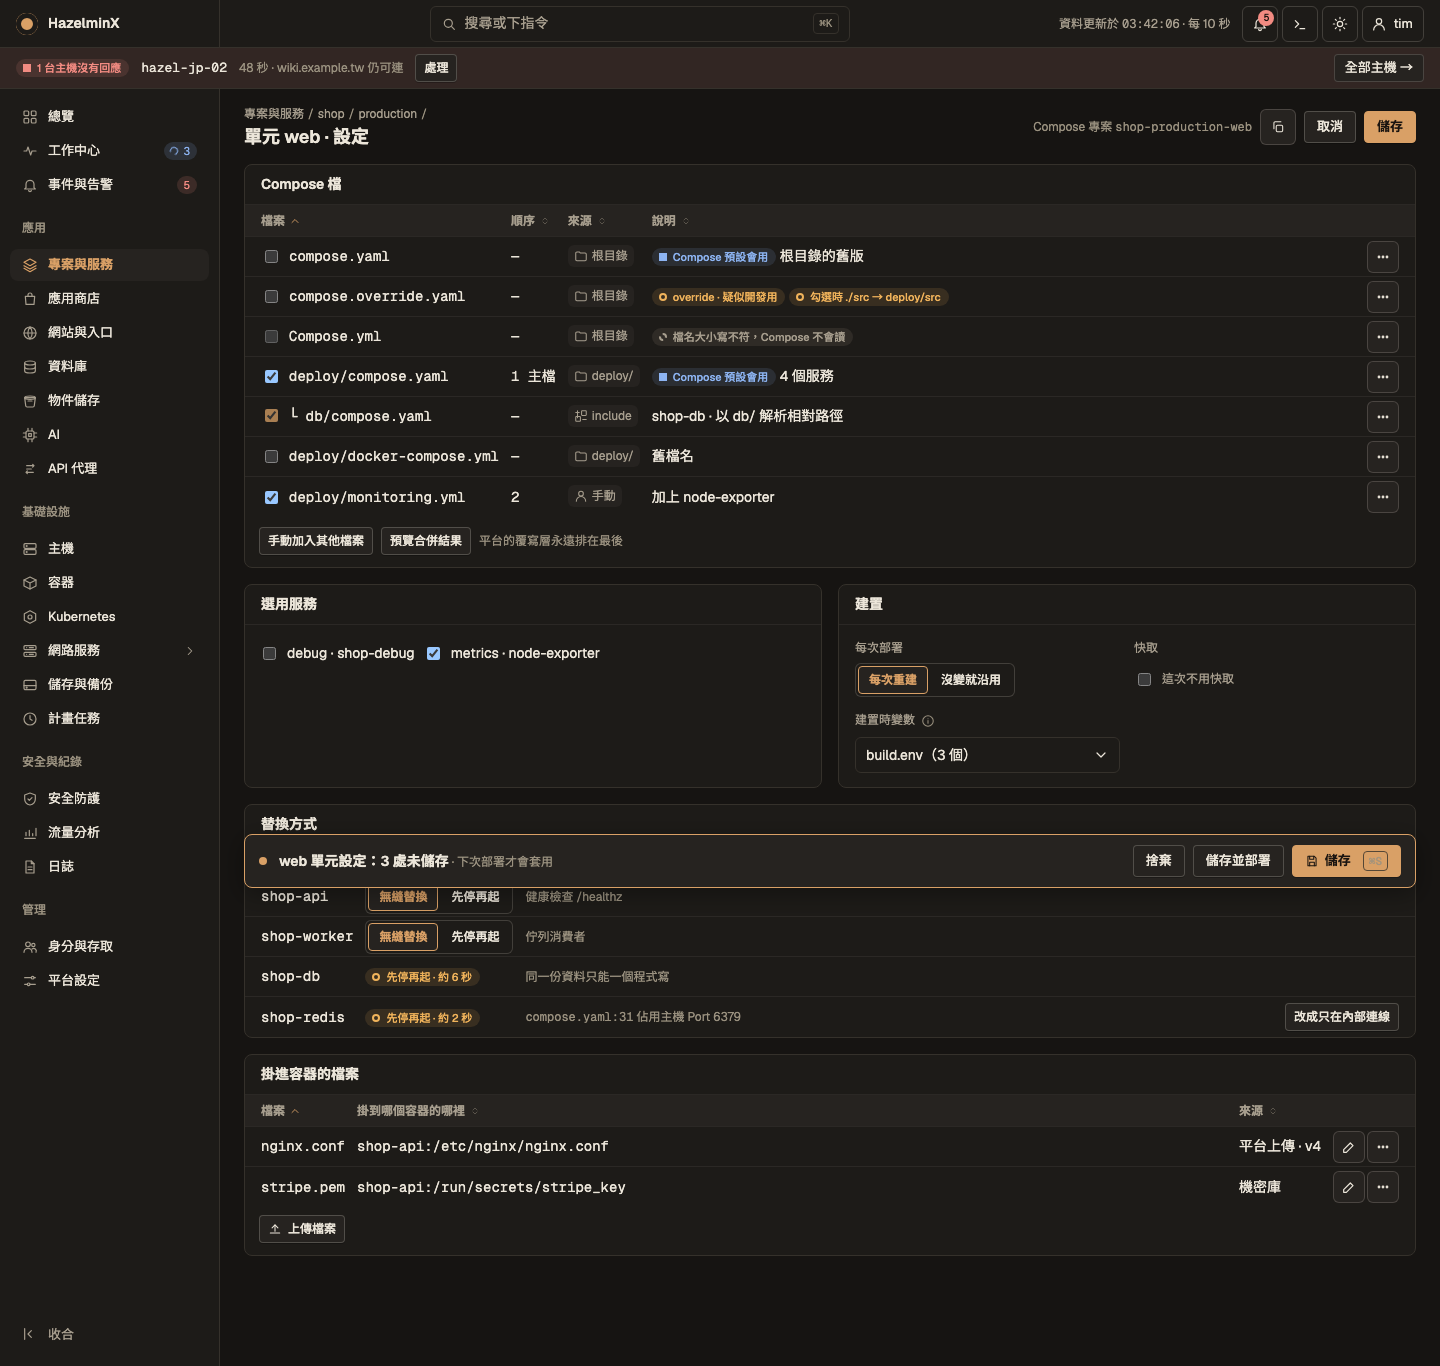 HazelminX
搜尋或下指令
⌘K
資料更新於 03:42:06 · 每 10 秒
5
tim
1 台主機沒有回應 hazel-jp-02 48 秒 · wiki.example.tw 仍可連 處理
全部主機 →
總覽
工作中心 3
事件與告警 5
應用
專案與服務
應用商店
網站與入口
資料庫
物件儲存
AI
API 代理
基礎設施
主機
容器
Kubernetes
網路服務
儲存與備份
計畫任務
安全與紀錄
安全防護
流量分析
日誌
管理
身分與存取
平台設定
收合
專案與服務 / shop / production /
單元 web · 設定
Compose 專案 shop-production-web
取消
儲存
Compose 檔
檔案 順序 來源 說明
compose.yaml — 根目錄 Compose 預設會用 根目錄的舊版
compose.override.yaml — 根目錄 override · 疑似開發用 勾選時 ./src → deploy/src
Compose.yml — 根目錄 檔名大小寫不符，Compose 不會讀
deploy/compose.yaml 1 主檔 deploy/ Compose 預設會用 4 個服務
└ db/compose.yaml — include shop-db · 以 db/ 解析相對路徑
deploy/docker-compose.yml — deploy/ 舊檔名
deploy/monitoring.yml 2 手動 加上 node-exporter
手動加入其他檔案 預覽合併結果 平台的覆寫層永遠排在最後
選用服務
debug · shop-debug metrics · node-exporter
建置
每次部署 快取
每次重建 沒變就沿用 這次不用快取
建置時變數
build.env（3 個）
替換方式
web 單元設定：3 處未儲存 · 下次部署才會套用
捨棄 儲存並部署 儲存 ⌘S
shop-api 無縫替換 先停再起 健康檢查 /healthz
shop-worker 無縫替換 先停再起 佇列消費者
shop-db 先停再起 · 約 6 秒 同一份資料只能一個程式寫
shop-redis 先停再起 · 約 2 秒 compose.yaml:31 佔用主機 Port 6379 改成只在內部連線
掛進容器的檔案
檔案 掛到哪個容器的哪裡 來源
nginx.conf shop-api:/etc/nginx/nginx.conf 平台上傳 · v4
stripe.pem shop-api:/run/secrets/stripe_key 機密庫
上傳檔案